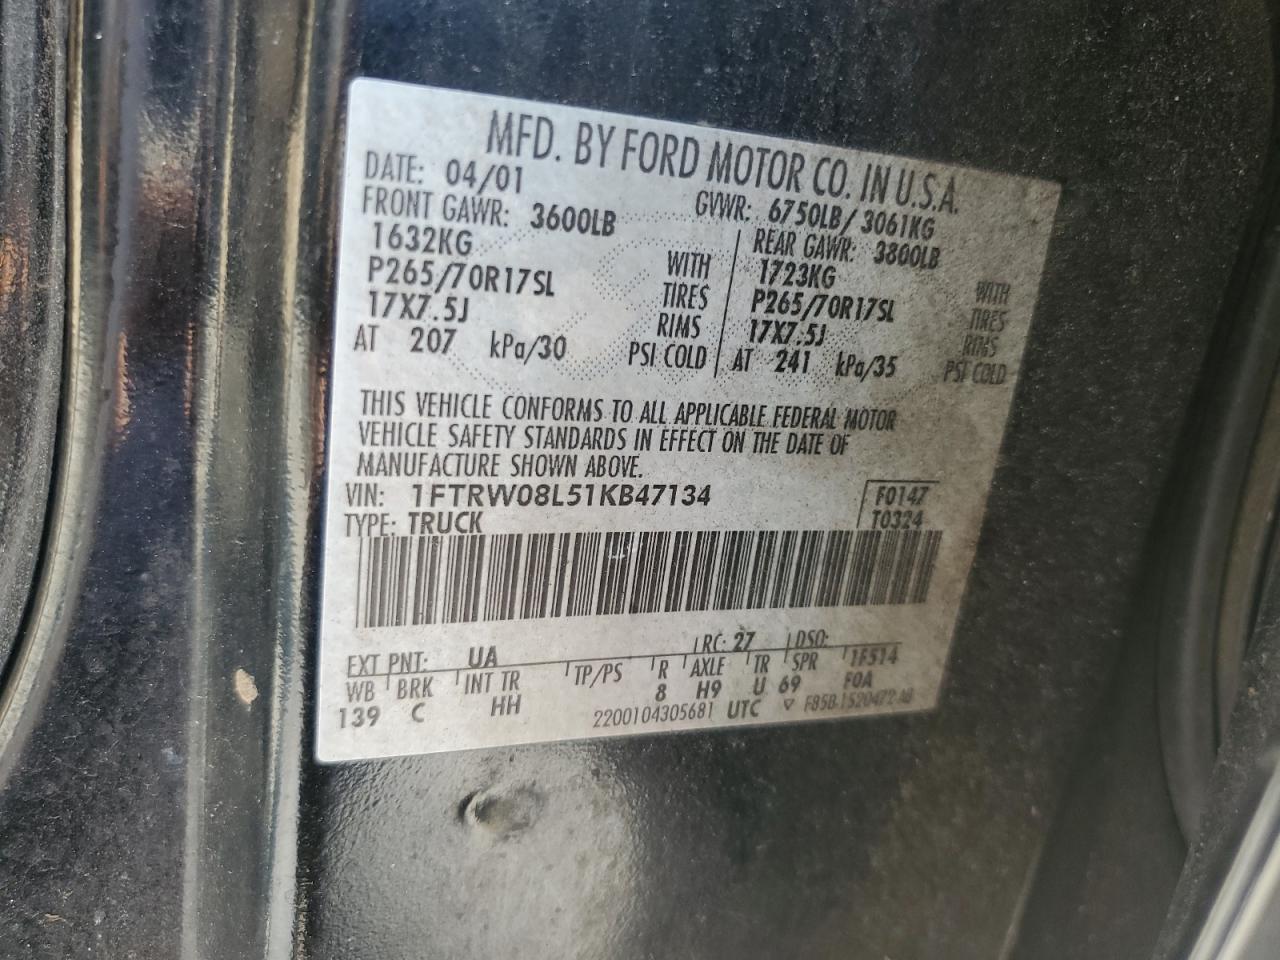 MFD. BY FORD MOTOR CO. IN U.S.A.
DATE: 04/01 GVWR: 6750LB/ 3061KG
FRONT GAWR: 3600LB REAR GAWR: 3800LB
1632KG WITH 1723KG WITH
P265/70R17SL TIRES P265/70R17SL TIRES
17X7.5J RIMS 17X7.5J RIMS
AT 207 kPa/30 PSI COLD AT 241 kPa/35 PSI COLD
THIS VEHICLE CONFORMS TO ALL APPLICABLE FEDERAL MOTOR
VEHICLE SAFETY STANDARDS IN EFFECT ON THE DATE OF
MANUFACTURE SHOWN ABOVE.
VIN: 1FTRW08L51KB47134 F0147
TYPE: TRUCK T0324
EXT PNT: UA RC: 27 DSO:
WB BRK INT TR TP/PS R AXLE TR SPR 1F514
139 C HH 8 H9 U 69 F0A
2200104305681 UTC